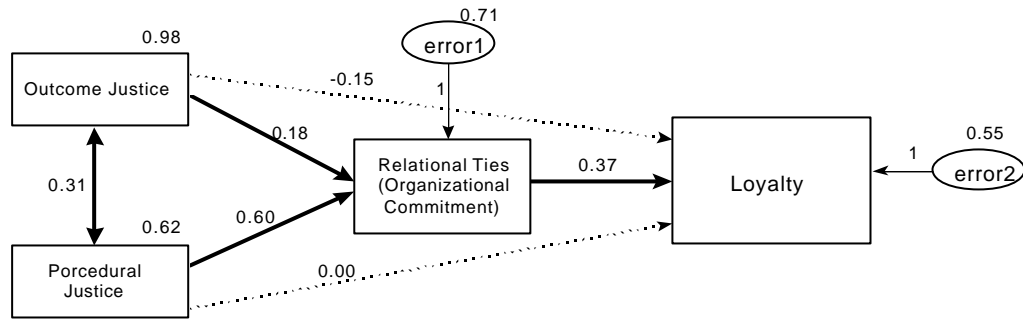 0.71
0.98
error1
Outcome Justice
-0.15
1
0.18
0.55
Relational Ties
(Organizational
Commitment)
0.37
Loyalty
1
error2
0.31
0.60
0.62
Porcedural
Justice
0.00